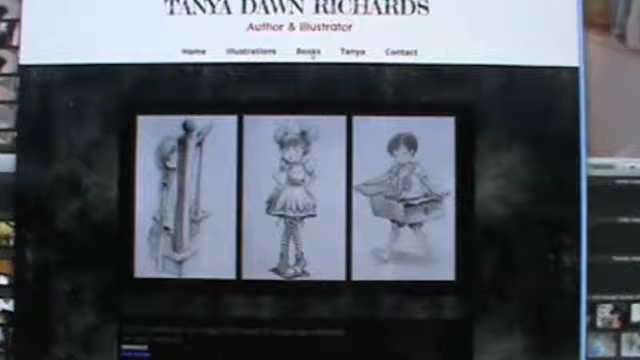 TANYA DAWN RICHARDS
Author & Illustrator
Home Illustrations Books Tanya Contact